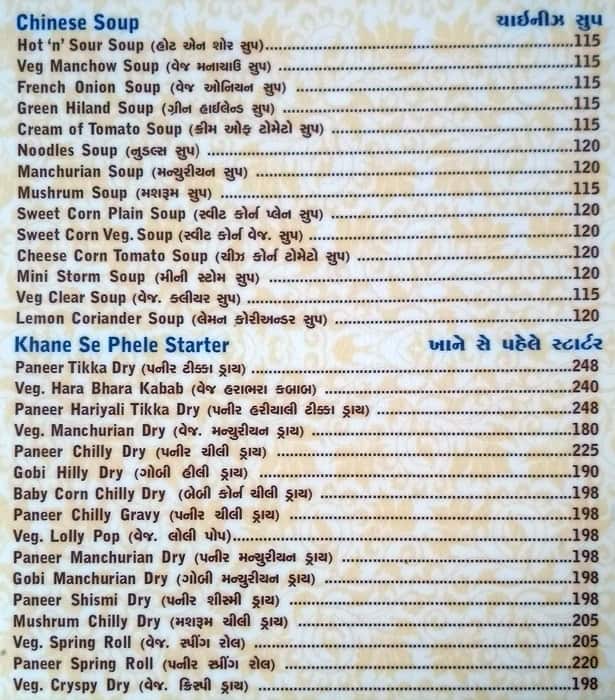 Chinese Soup ચાઈનીઝ સુપ
Hot 'n' Sour Soup (હોટ એન શોર સુપ)..........115
Veg Manchow Soup (વેજ મનચાઉ સુપ) ..........115
French Onion Soup (વેજ ઓનિયન સુપ) ..........115
Green Hiland Soup (ગ્રીન હાઈલેન્ડ સુપ) ..........115
Cream of Tomato Soup (ક્રીમ ઓફ ટોમેટો સુપ) ..........115
Noodles Soup (નુડલ્સ સુપ) ..........120
Manchurian Soup (મન્ચુરીયન સુપ) ..........120
Mushrum Soup (મશરૂમ સુપ) ..........115
Sweet Corn Plain Soup (સ્વીટ કોર્ન પ્લેન સુપ) ..........120
Sweet Corn Veg. Soup (સ્વીટ કોર્ન વેજ. સુપ) ..........120
Cheese Corn Tomato Soup (ચીઝ કોર્ન ટોમેટો સુપ) ..........120
Mini Storm Soup (મીની સ્ટોમ સુપ) ..........120
Veg Clear Soup (વેજ. ક્લીયર સુપ) ..........115
Lemon Coriander Soup (લેમન કોરીઅન્ડર સુપ) ..........120
Khane Se Phele Starter ખાને સે પહેલે સ્ટાર્ટર
Paneer Tikka Dry (પનીર ટીક્કા ડ્રાય) ..........248
Veg. Hara Bhara Kabab (વેજ હરાભરા કબાબ) ..........240
Paneer Hariyali Tikka Dry (પનીર હરીયાલી ટીક્કા ડ્રાય) ..........248
Veg. Manchurian Dry (વેજ. મન્ચુરીયન ડ્રાય) ..........180
Paneer Chilly Dry (પનીર ચીલી ડ્રાય) ..........225
Gobi Hilly Dry (ગોબી હીલી ડ્રાય) ..........190
Baby Corn Chilly Dry (બેબી કોર્ન ચીલી ડ્રાય) ..........198
Paneer Chilly Gravy (પનીર ચીલી ડ્રાય) ..........198
Veg. Lolly Pop (વેજ. લોલી પોપ)..........198
Paneer Manchurian Dry (પનીર મન્ચુરીયન ડ્રાય) ..........198
Gobi Manchurian Dry (ગોબી મન્ચુરીયન ડ્રાય) ..........198
Paneer Shismi Dry (પનીર શીસ્મી ડ્રાય) ..........198
Mushrum Chilly Dry (મશરૂમ ચીલી ડ્રાય) ..........205
Veg. Spring Roll (વેજ. સ્પીંગ રોલ) ..........205
Paneer Spring Roll (પનીર સ્પીંગ રોલ) ..........220
Veg. Cryspy Dry (વેજ. ક્રિસ્પી ડ્રાય) ..........198